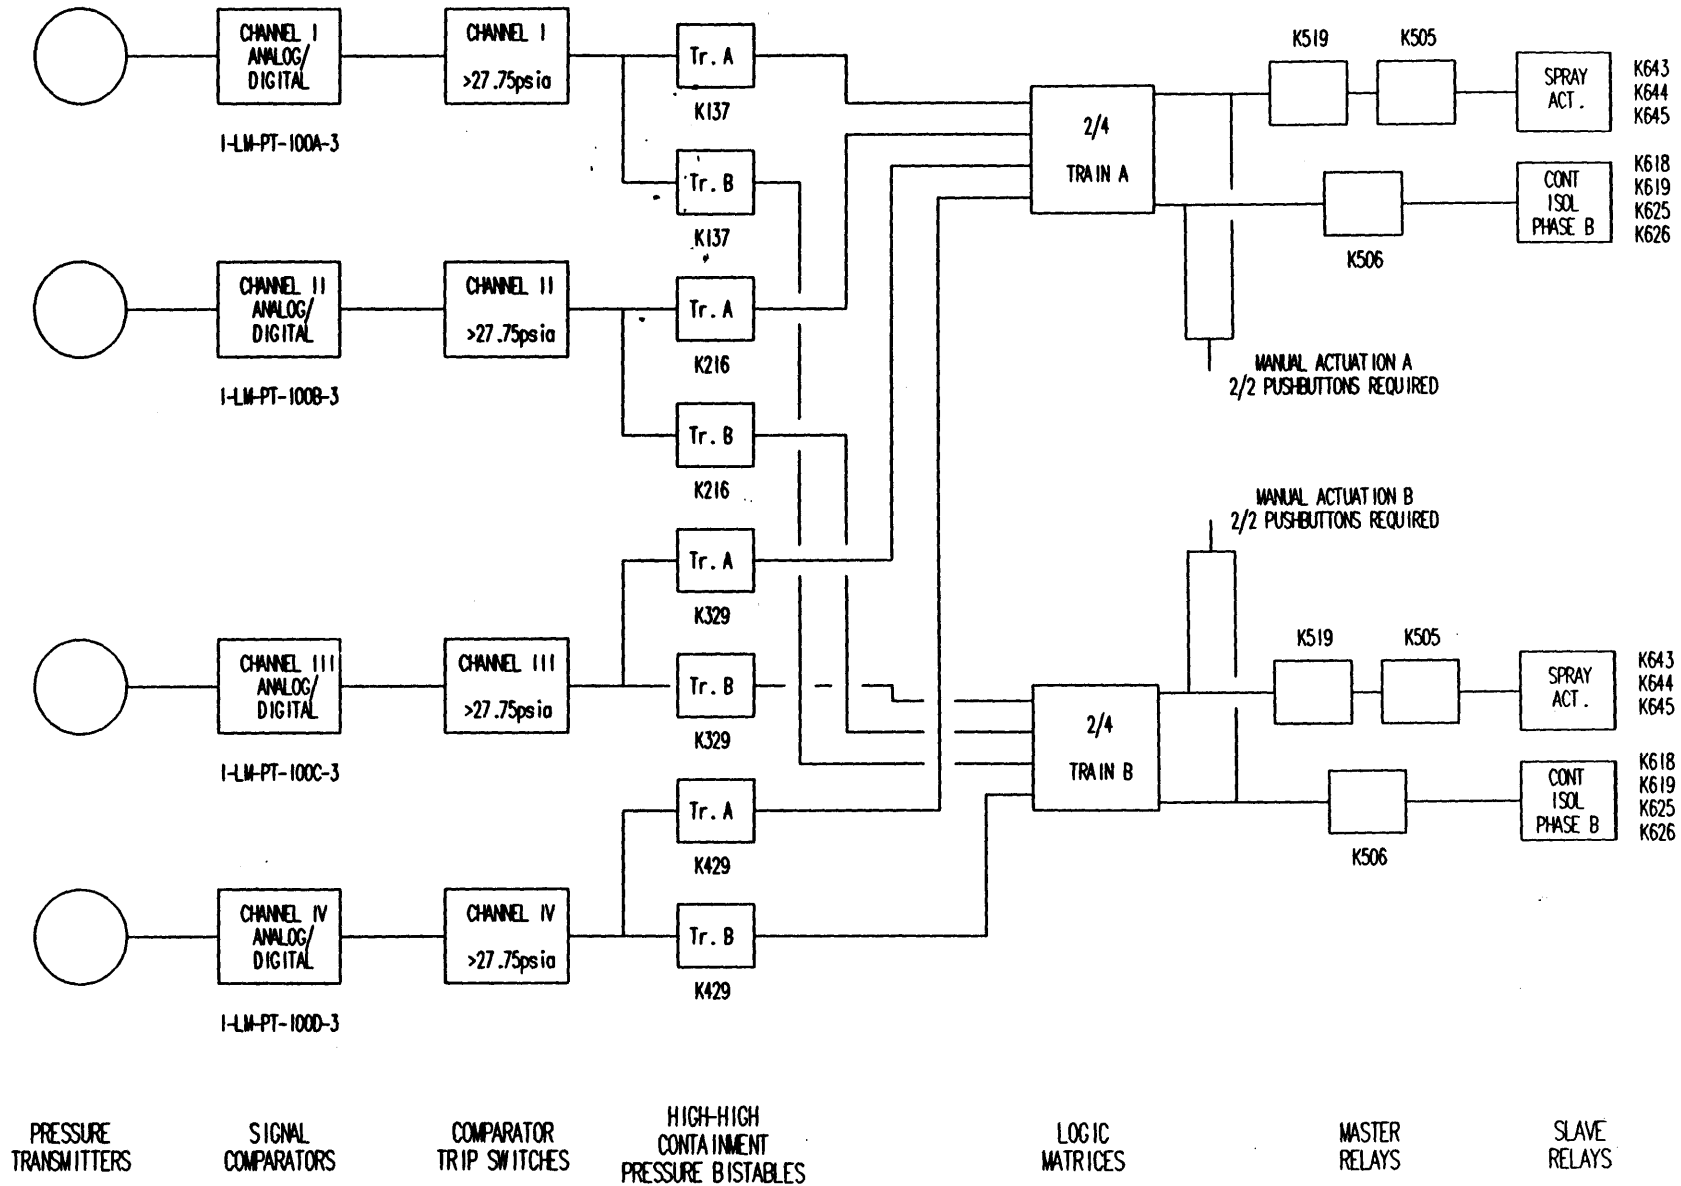 CHANNEL I
ANALOG/
DIGITAL
1-LM-PT-100A-3
CHANNEL I
>27.75psia
Tr. A
K137
Tr. B
K137
CHANNEL II
ANALOG/
DIGITAL
1-LM-PT-100B-3
CHANNEL II
>27.75psia
Tr. A
K216
Tr. B
K216
CHANNEL III
ANALOG/
DIGITAL
1-LM-PT-100C-3
CHANNEL III
>27.75psia
Tr. A
K329
Tr. B
K329
CHANNEL IV
ANALOG/
DIGITAL
1-LM-PT-100D-3
CHANNEL IV
>27.75psia
Tr. A
K429
Tr. B
K429
2/4
TRAIN A
K519
K505
SPRAY
ACT.
K643
K644
K645
K506
CONT
ISOL
PHASE B
K618
K619
K625
K626
MANUAL ACTUATION A
2/2 PUSHBUTTONS REQUIRED
MANUAL ACTUATION B
2/2 PUSHBUTTONS REQUIRED
2/4
TRAIN B
K519
K505
SPRAY
ACT.
K643
K644
K645
K506
CONT
ISOL
PHASE B
K618
K619
K625
K626
PRESSURE
TRANSMITTERS
SIGNAL
COMPARATORS
COMPARATOR
TRIP SWITCHES
HIGH-HIGH
CONTAINMENT
PRESSURE BISTABLES
LOGIC
MATRICES
MASTER
RELAYS
SLAVE
RELAYS